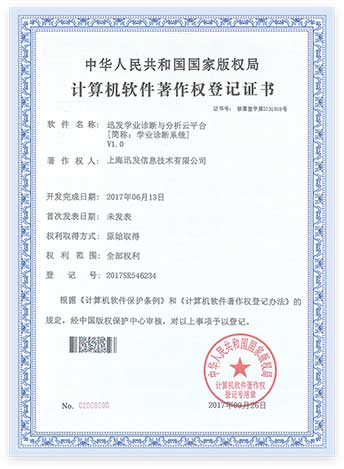 中华人民共和国国家版权局
计算机软件著作权登记证书
证书号： 软著登字第
软件名称： 迅发学业诊断与分析云平台
[简称：学业诊断系统]
V1.0
著作权人： 上海迅发信息技术有限公司
开发完成日期： 2017年06月13日
首次发表日期： 未发表
权利取得方式： 原始取得
权利范围： 全部权利
登记号： 2017SR546234
根据《计算机软件保护条例》和《计算机软件著作权登记办法》的
规定，经中国版权保护中心审核，对以上事项予以登记。
中华人民共和国国家版权局
计算机软件著作权
登记专用章
No.
2017年09月26日